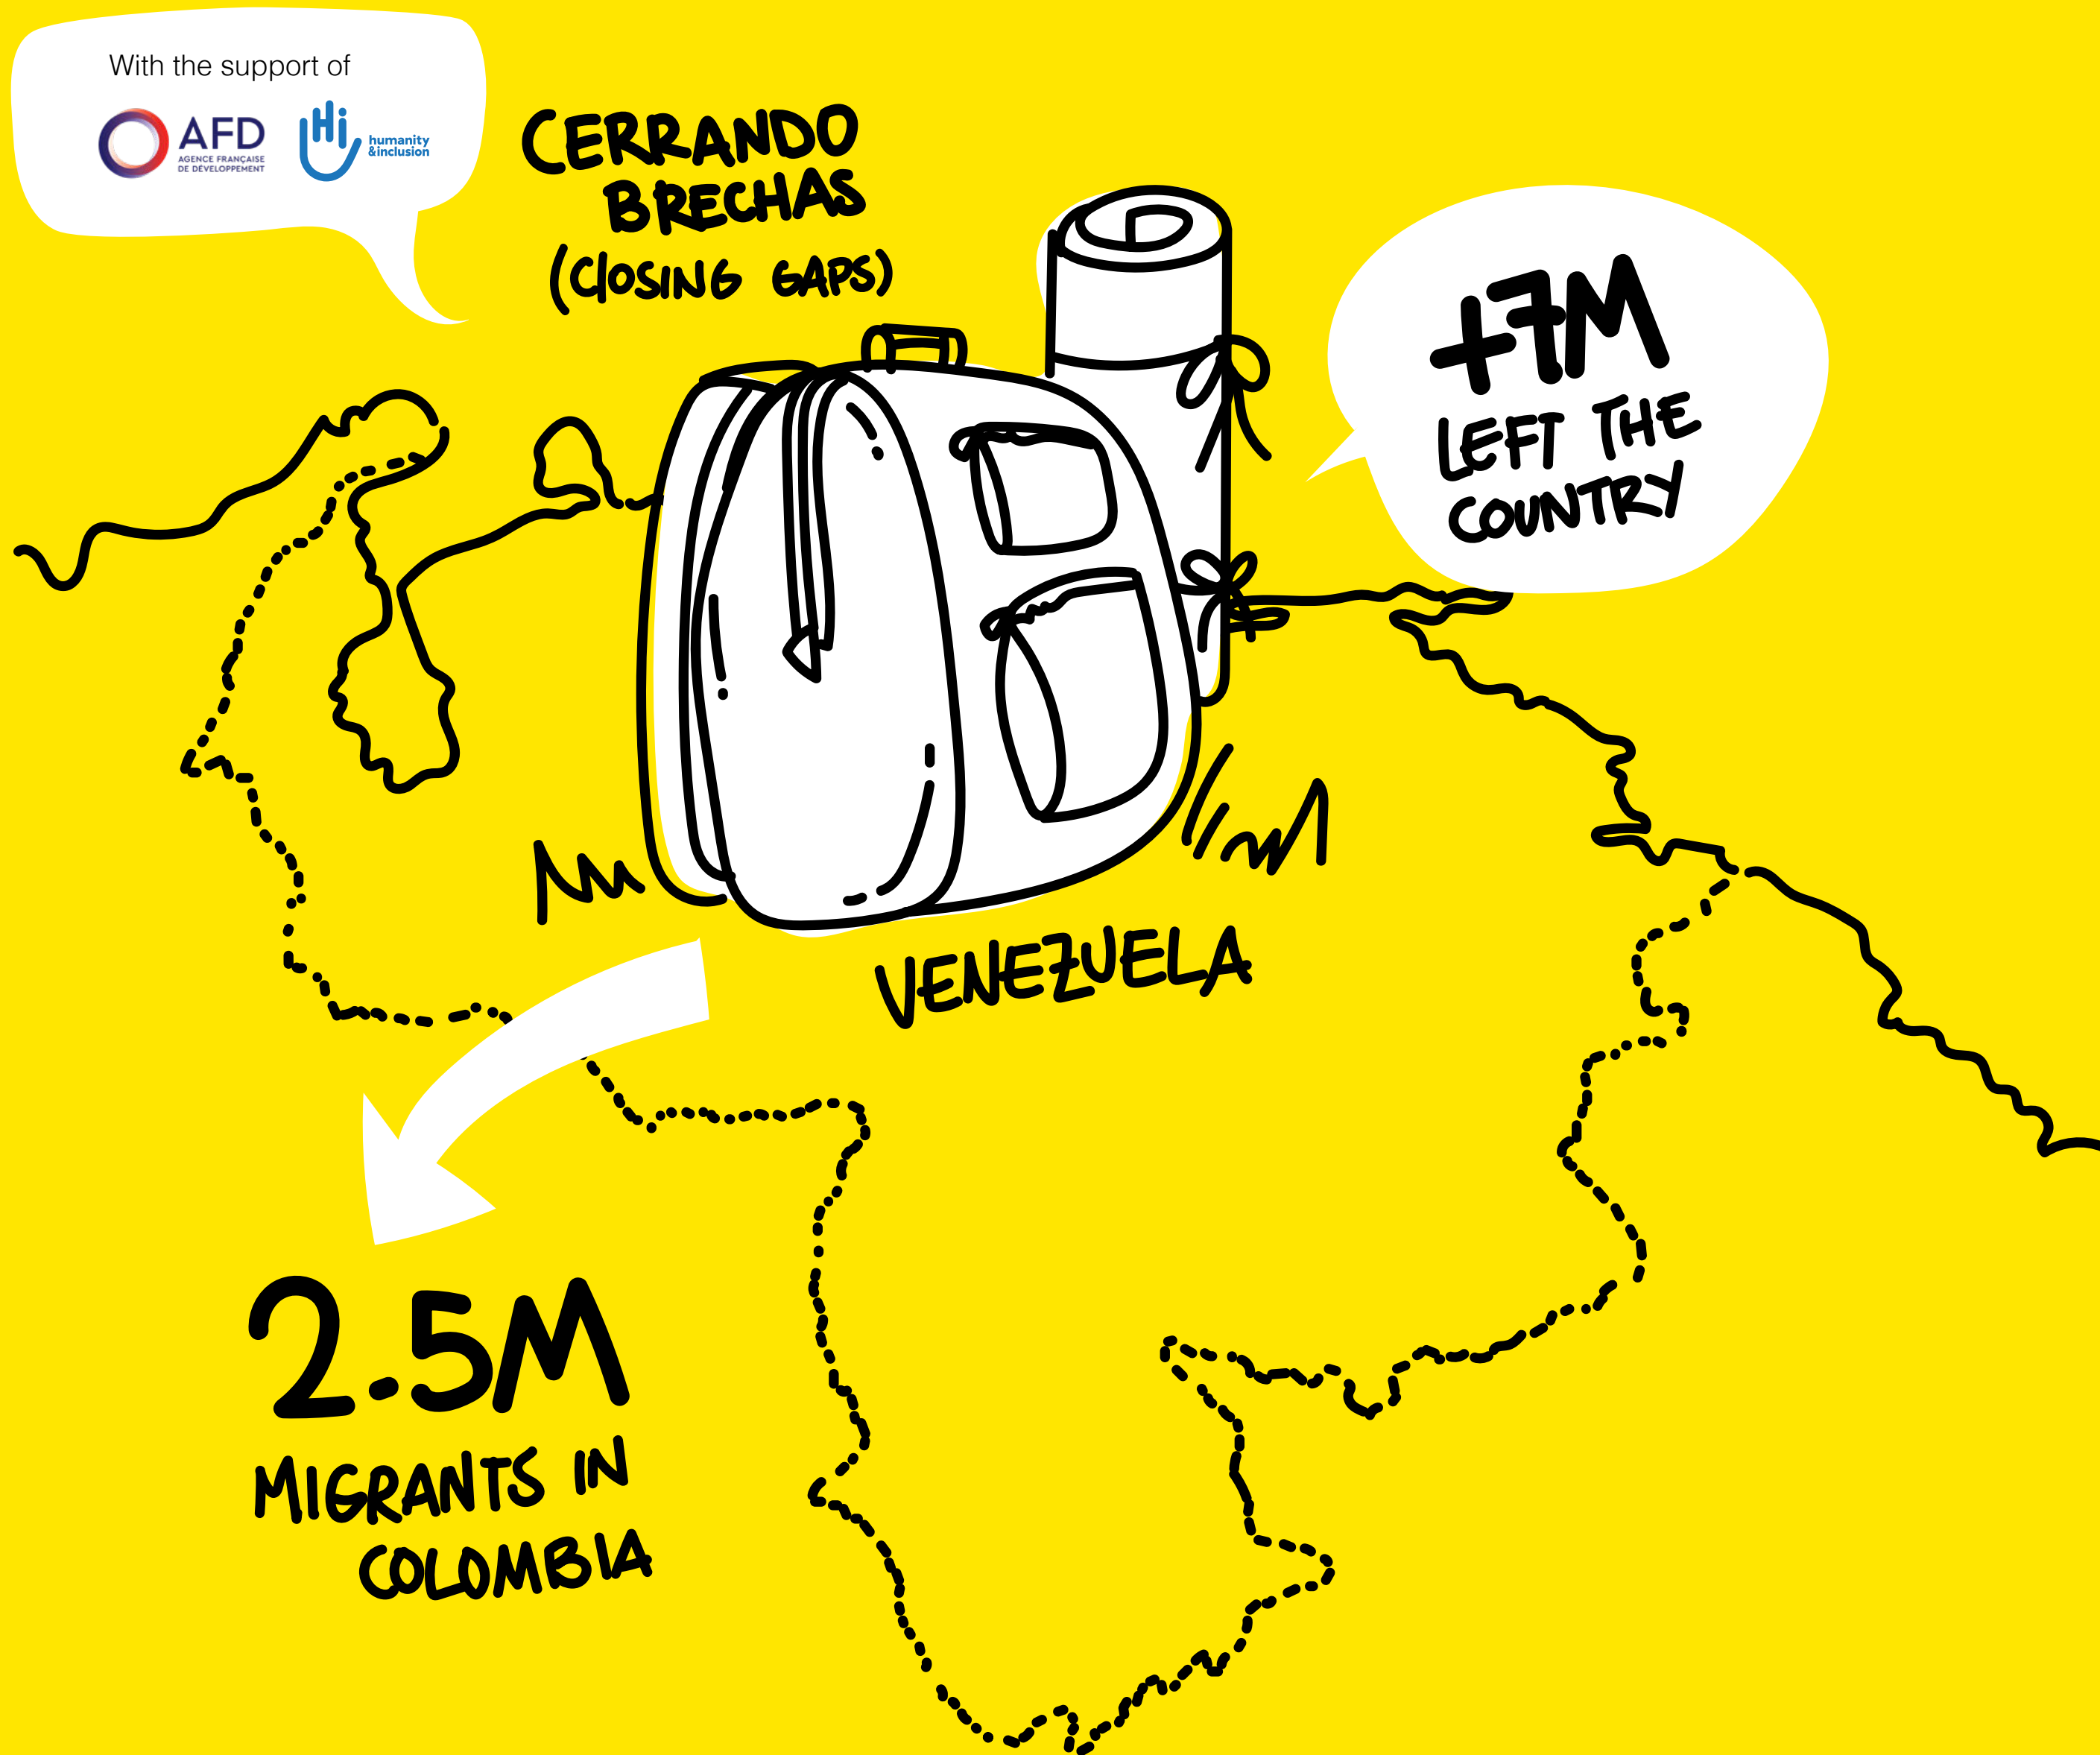 With the support of
AFD
AGENCE FRANÇAISE
DE DÉVELOPPEMENT
Hi
humanity
&inclusion
CERRANDO
BRECHAS
(ClOSING GAPS)
+7M
LEFT THE
COUNTRY
VENEZUELA
2.5M
MIGRANTS IN
COLOMBIA